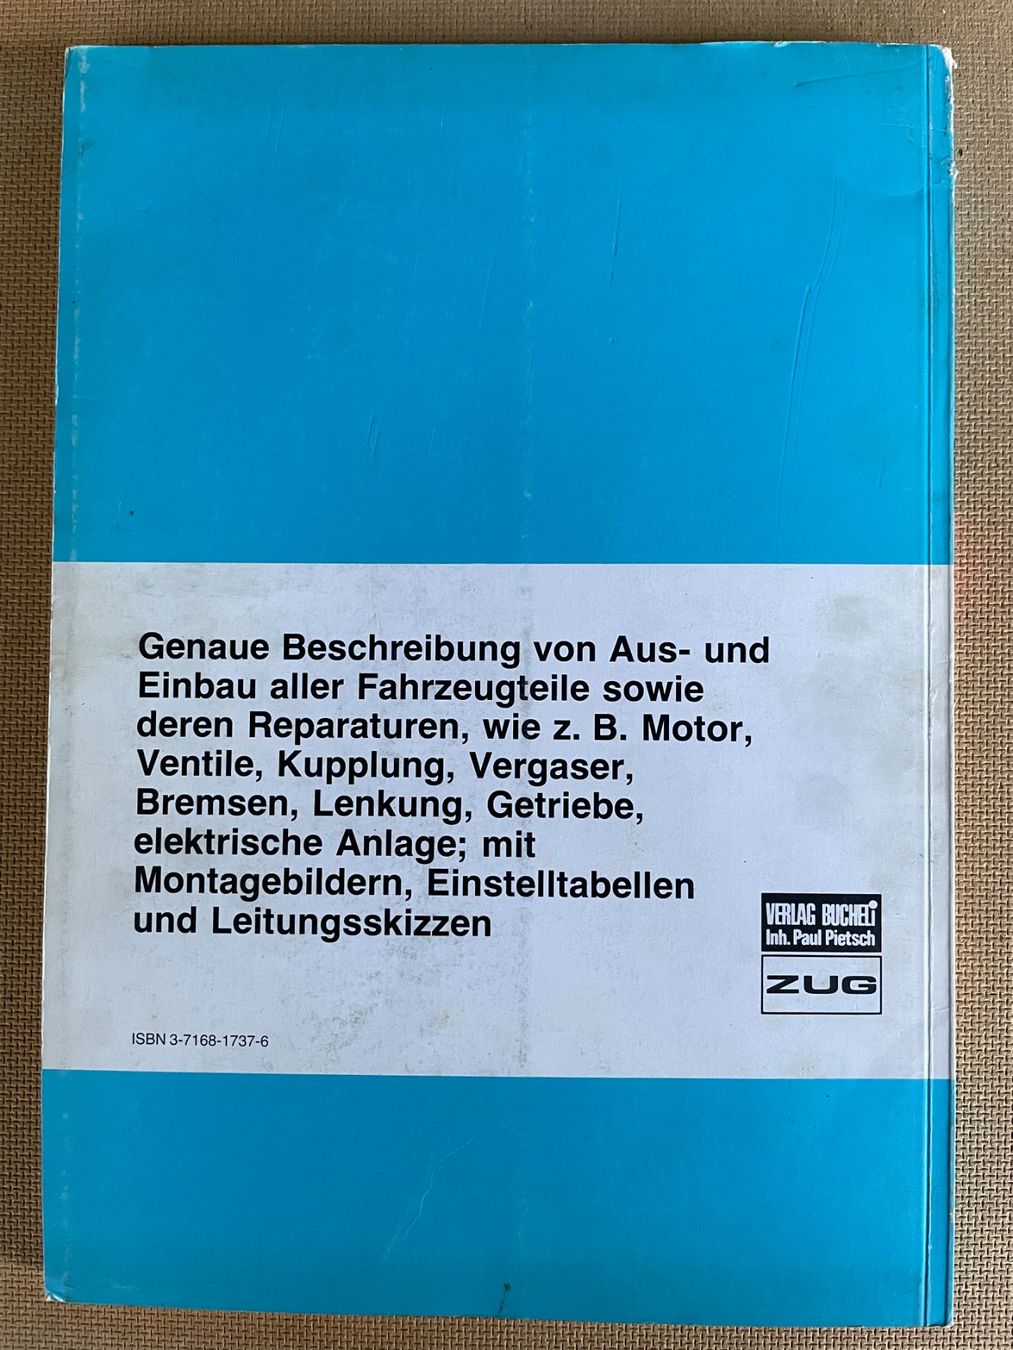 Genaue Beschreibung von Aus- und
Einbau aller Fahrzeugteile sowie
deren Reparaturen, wie z. B. Motor,
Ventile, Kupplung, Vergaser,
Bremsen, Lenkung, Getriebe,
elektrische Anlage; mit
Montagebildern, Einstelltabellen
und Leitungsskizzen
VERLAG BUCHELi
Inh. Paul Pietsch
ZUG
ISBN 3-7168-1737-6